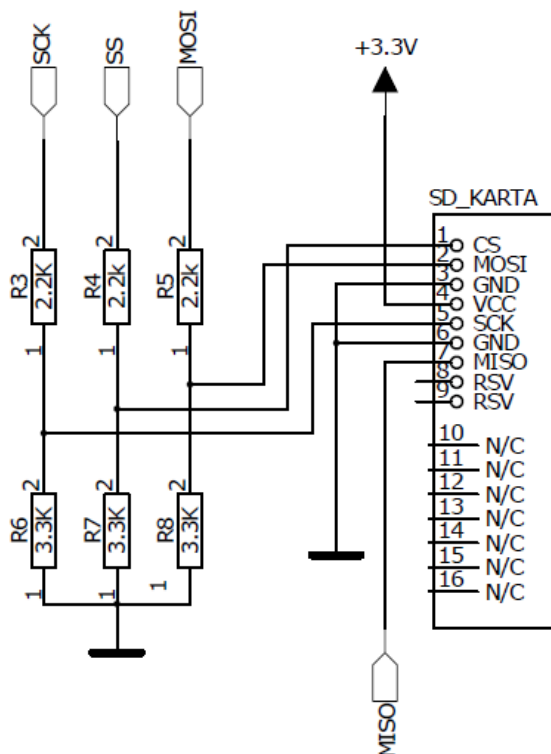 SCK
SS
MOSI
+3.3V
SD_KARTA
1 CS
2 MOSI
3 GND
4 VCC
5 SCK
6 GND
7 MISO
8 RSV
9 RSV
10 N/C
11 N/C
12 N/C
13 N/C
14 N/C
15 N/C
16 N/C
2 R3 2.2K 1
2 R4 2.2k 1
2 R5 2.2K 1
2 R6 3.3K 1
2 R7 3.3K 1
2 R8 3.3K 1
MISO